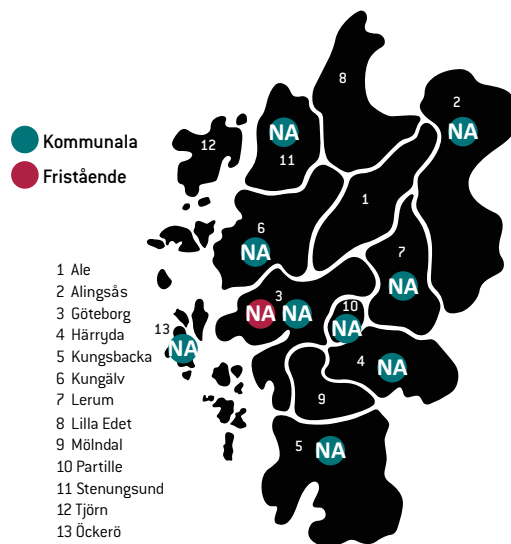 8
2
NA
NA
12
11
Kommunala
Fristående
1
6
NA
7
NA
3
10
NA
NA
NA
13
NA
4
NA
9
5
NA
1 Ale
2 Alingsås
3 Göteborg
4 Härryda
5 Kungsbacka
6 Kungälv
7 Lerum
8 Lilla Edet
9 Mölndal
10 Partille
11 Stenungsund
12 Tjörn
13 Öckerö